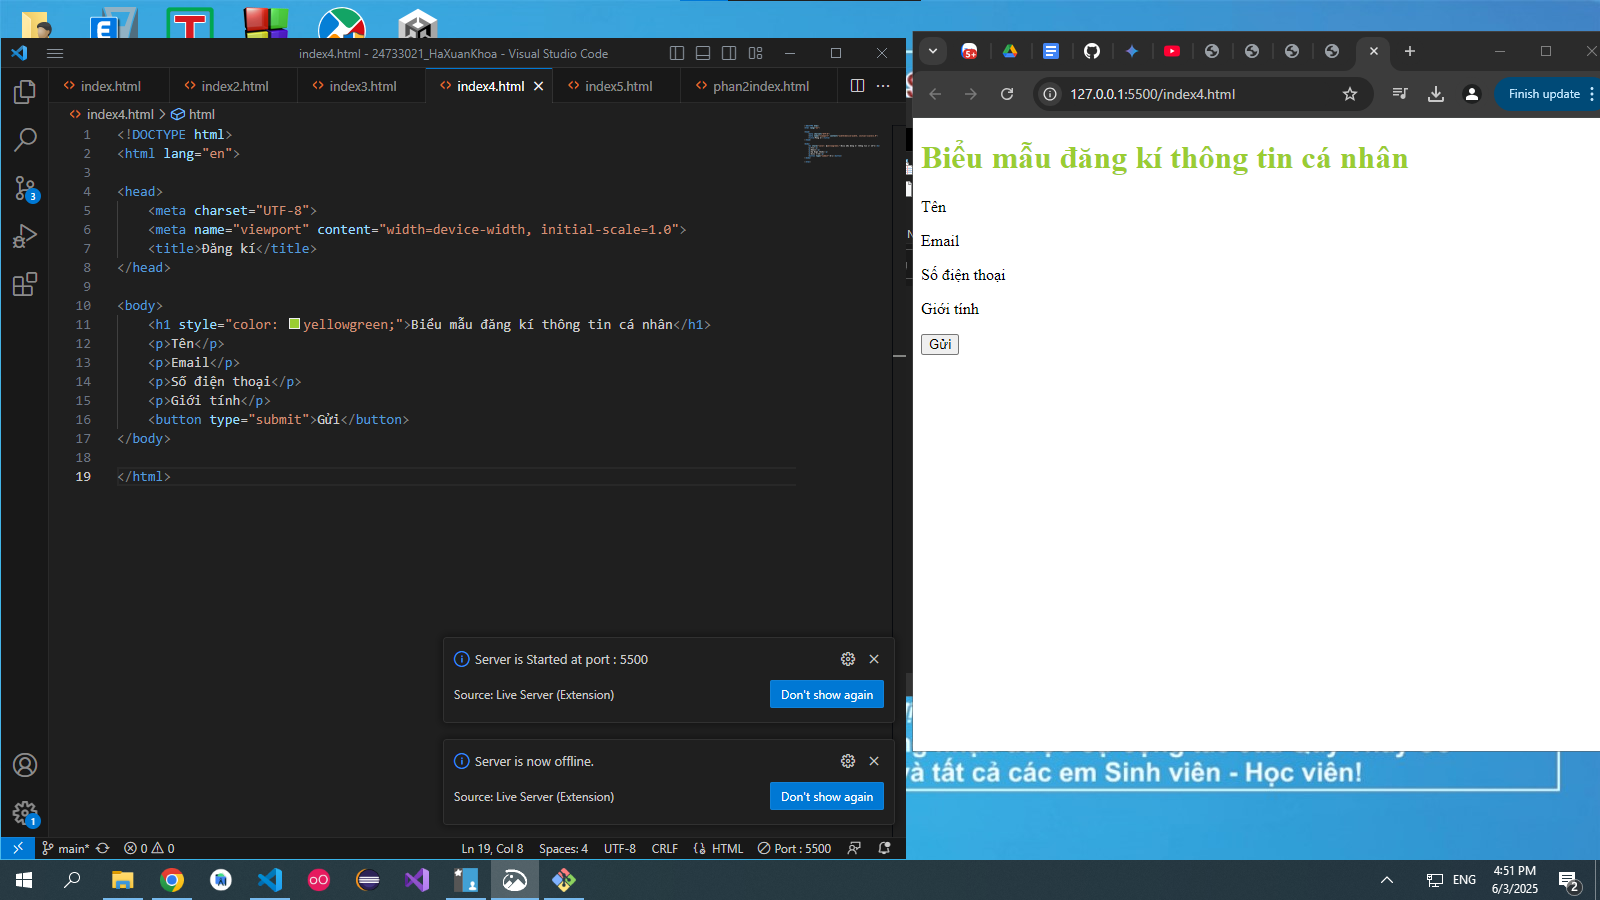 index4.html - 24733021_HaXuanKhoa - Visual Studio Code
index.html
index2.html
index3.html
index4.html
index5.html
phan2index.html
index4.html > html
1 <!DOCTYPE html>
2 <html lang="en">
3
4 <head>
5 <meta charset="UTF-8">
6 <meta name="viewport" content="width=device-width, initial-scale=1.0">
7 <title>Đăng kí</title>
8 </head>
9
10 <body>
11 <h1 style="color: yellowgreen;">Biểu mẫu đăng kí thông tin cá nhân</h1>
12 <p>Tên</p>
13 <p>Email</p>
14 <p>Số điện thoại</p>
15 <p>Giới tính</p>
16 <button type="submit">Gửi</button>
17 </body>
18
19 </html>
3
1
Server is Started at port : 5500
Source: Live Server (Extension)
Don't show again
Server is now offline.
Source: Live Server (Extension)
Don't show again
main* 0 0
Ln 19, Col 8 Spaces: 4 UTF-8 CRLF HTML Port : 5500
5+
127.0.0.1:5500/index4.html
Finish update
Biểu mẫu đăng kí thông tin cá nhân
Tên
Email
Số điện thoại
Giới tính
Gửi
và tất cả các em Sinh viên - Học viên!
ENG
4:51 PM
6/3/2025
2